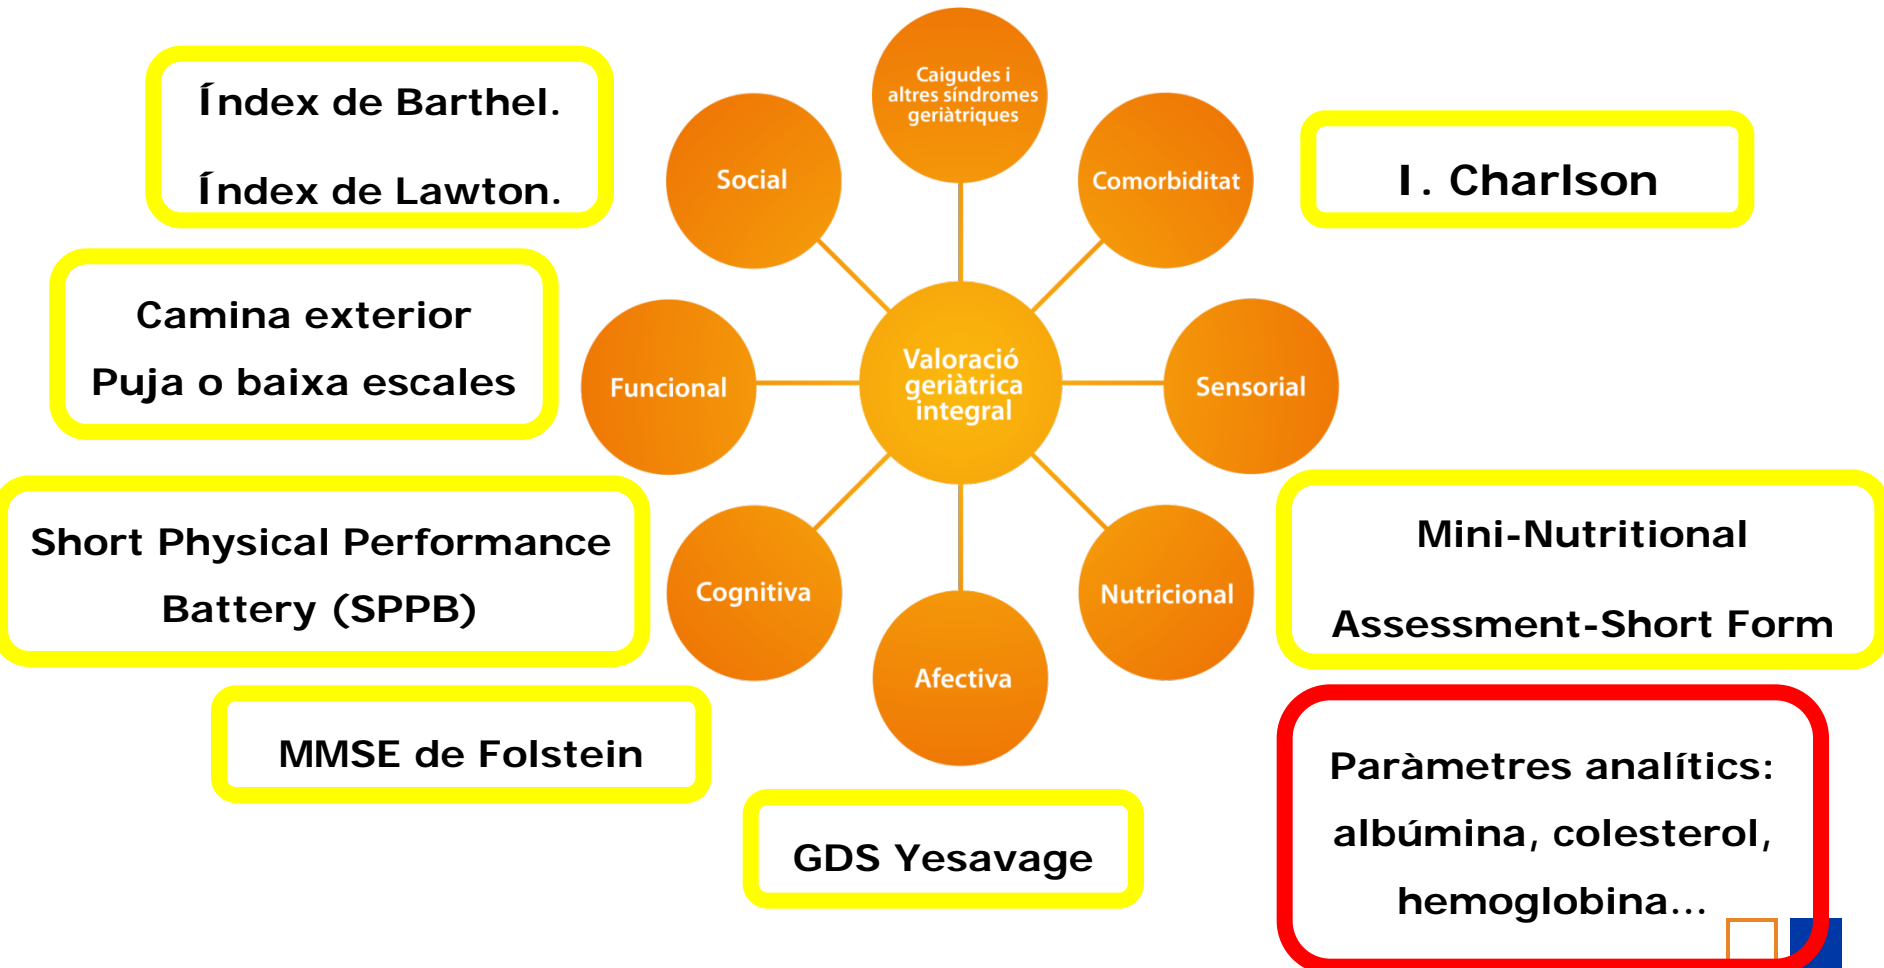 Índex de Barthel.
Índex de Lawton.
Camina exterior
Puja o baixa escales
Short Physical Performance
Battery (SPPB)
MMSE de Folstein
Caigudes i
altres síndromes
geriàtriques
Social
Comorbiditat
Funcional
Valoració
geriàtrica
integral
Sensorial
Cognitiva
Nutricional
Afectiva
GDS Yesavage
I. Charlson
Mini-Nutritional
Assessment-Short Form
Paràmetres analítics:
albúmina, colesterol,
hemoglobina...